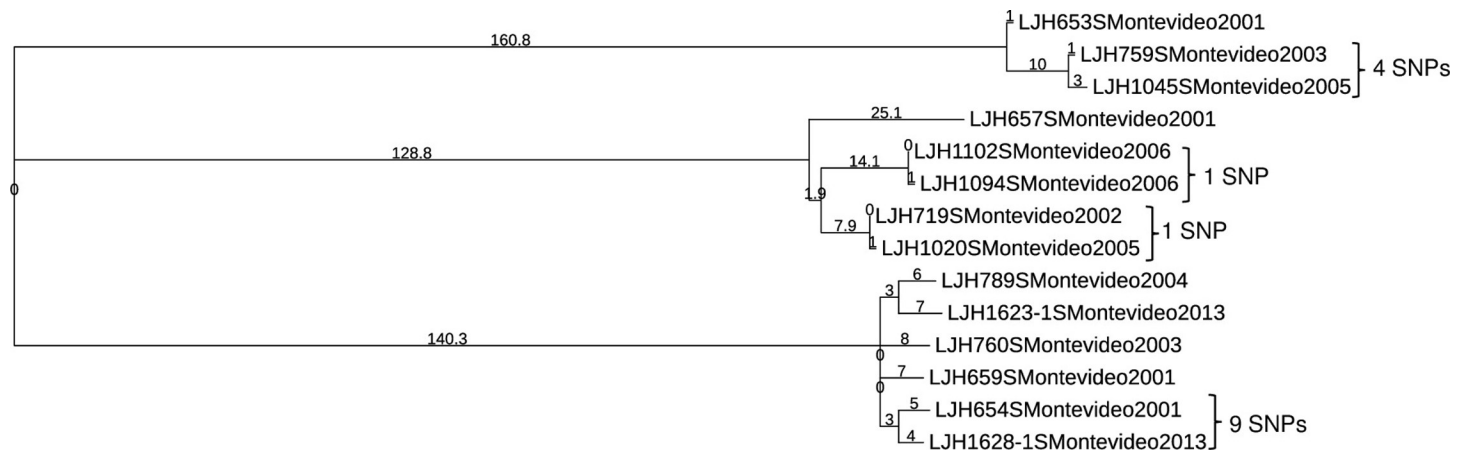 1 LJH653SMontevideo2001
160.8
1 LJH759SMontevideo2003
10
4 SNPs
3 LJH1045SMontevideo2005
25.1 LJH657SMontevideo2001
0 LJH1102SMontevideo2006
128.8
14.1
1 SNP
1 LJH1094SMontevideo2006
0
1.9
0 LJH719SMontevideo2002
7.9
1 SNP
1 LJH1020SMontevideo2005
6 LJH789SMontevideo2004
3
7 LJH1623-1SMontevideo2013
140.3
8 LJH760SMontevideo2003
0
7 LJH659SMontevideo2001
0
5 LJH654SMontevideo2001
3
9 SNPs
4 LJH1628-1SMontevideo2013